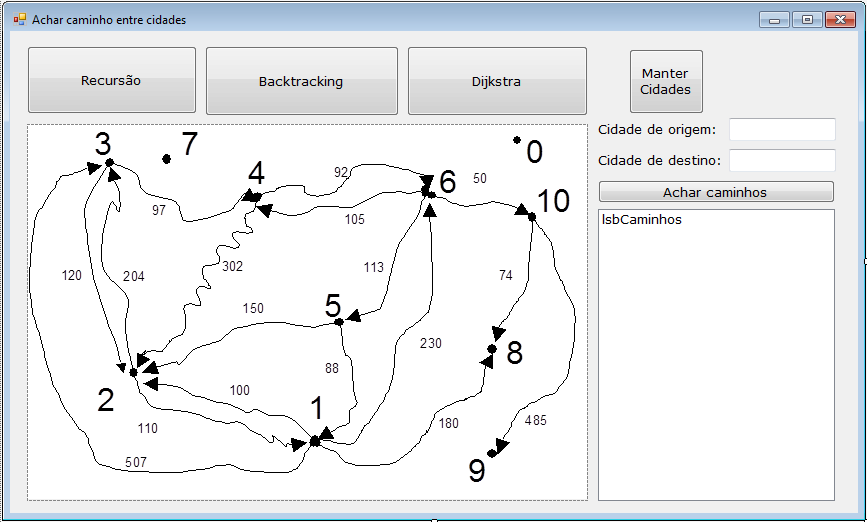 Achar caminho entre cidades
Recursão
Backtracking
Dijkstra
Manter
Cidades
Cidade de origem:
Cidade de destino:
Achar caminhos
lsbCaminhos
3
7
0
4
92
6
50
10
97
105
120
204
302
113
74
150
5
230
8
88
2
100
1
110
180
485
507
9